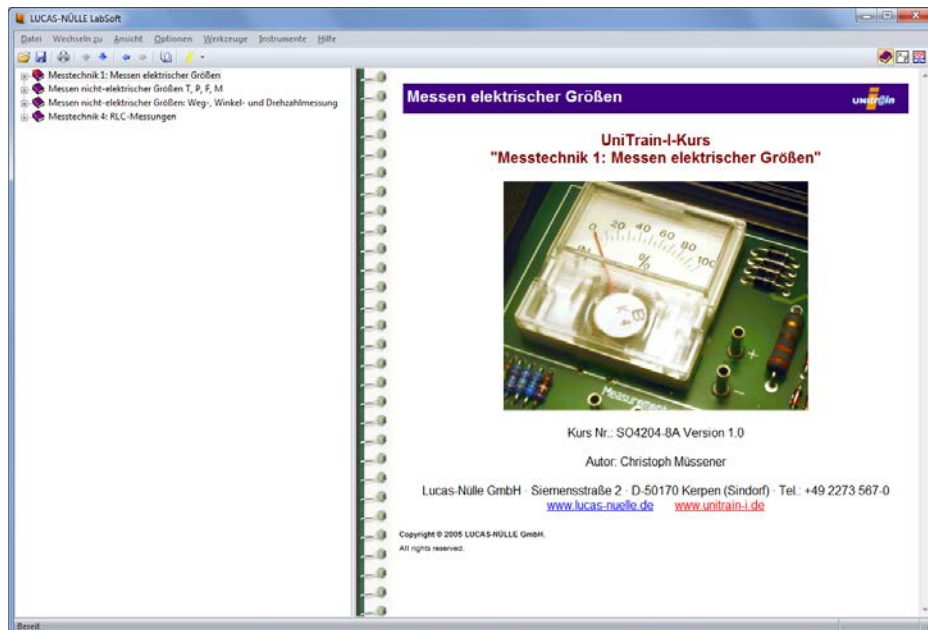 LUCAS-NÜLLE LabSoft
Datei Wechseln zu Ansicht Optionen Werkzeuge Instrumente Hilfe
Messtechnik 1: Messen elektrischer Größen
Messen nicht-elektrischer Größen T, P, F, M
Messen nicht-elektrischer Größen: Weg-, Winkel- und Drehzahlmessung
Messtechnik 4: RLC-Messungen
Messen elektrischer Größen
unitrain
UniTrain-I-Kurs
"Messtechnik 1: Messen elektrischer Größen"
0 20 40 60 80 100
%
+
Measurement
Kurs Nr.: SO4204-8A Version 1.0
Autor: Christoph Müssener
Lucas-Nülle GmbH · Siemensstraße 2 · D-50170 Kerpen (Sindorf) · Tel.: +49 2273 567-0
www.lucas-nuelle.de www.unitrain-i.de
Copyright © 2005 LUCAS-NÜLLE GmbH.
All rights reserved.
Bereit